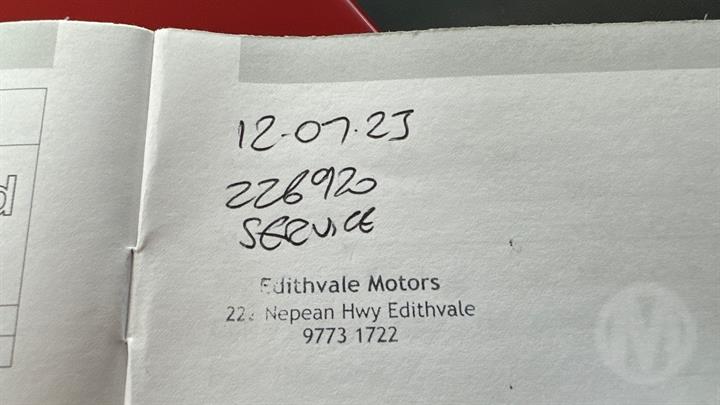 12-07.23
226920
SERVICE
Edithvale Motors
Nepean Hwy Edithvale
9773 1722